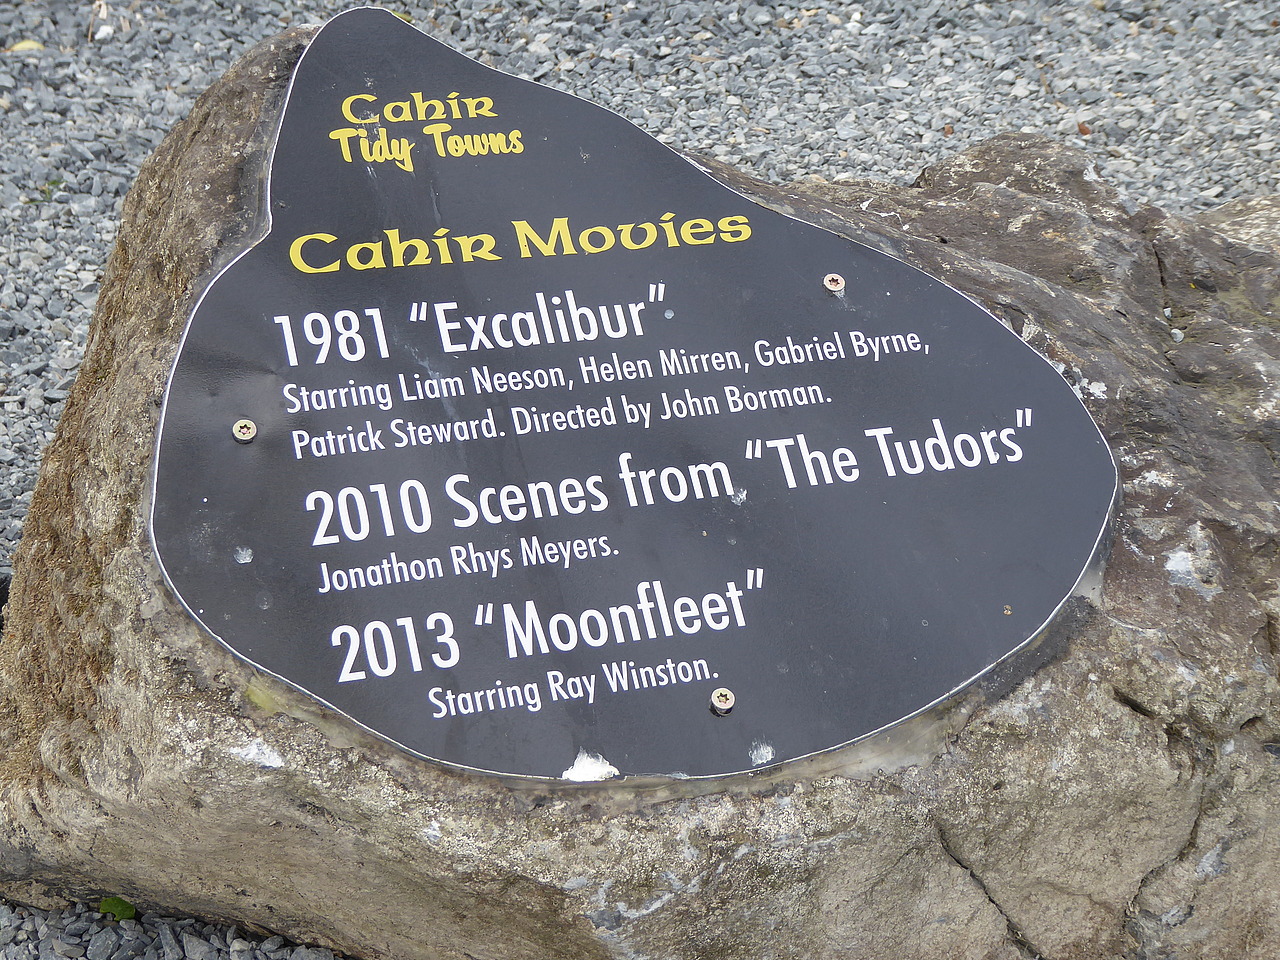 Cahir
Tidy Towns
Cahir Movies
1981 “Excalibur”
Starring Liam Neeson, Helen Mirren, Gabriel Byrne,
Patrick Steward. Directed by John Borman.
2010 Scenes from “The Tudors”
Jonathon Rhys Meyers.
2013 “Moonfleet”
Starring Ray Winston.